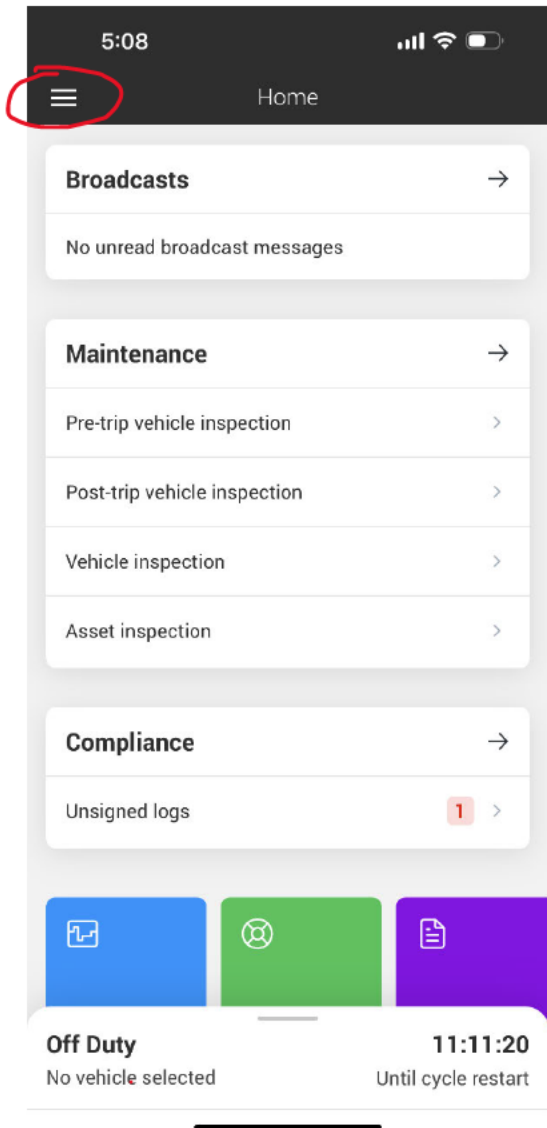 5:08
Home
Broadcasts
No unread broadcast messages
Maintenance
Pre-trip vehicle inspection
Post-trip vehicle inspection
Vehicle inspection
Asset inspection
Compliance
Unsigned logs 1
Off Duty 11:11:20
No vehicle selected Until cycle restart